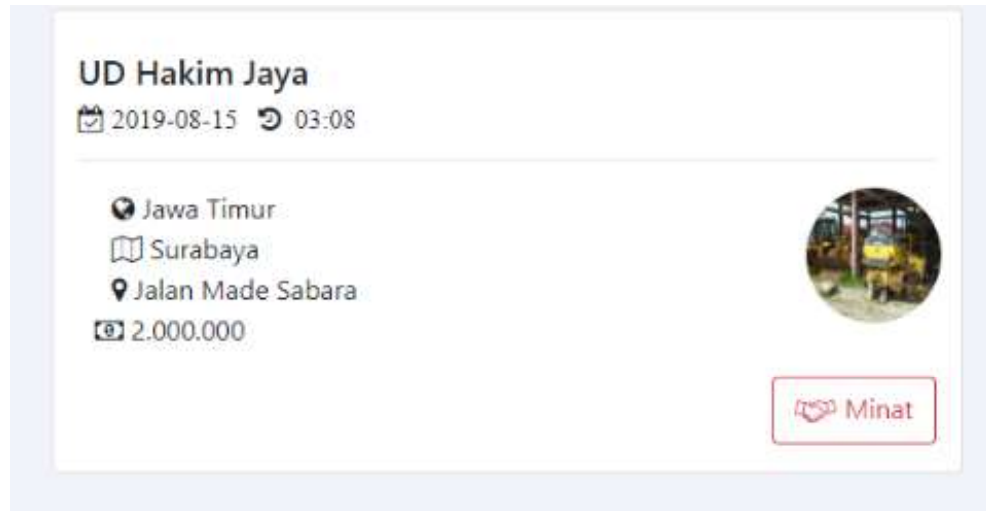 UD Hakim Jaya
2019-08-15 03:08
Jawa Timur
Surabaya
Jalan Made Sabara
2.000.000
Minat